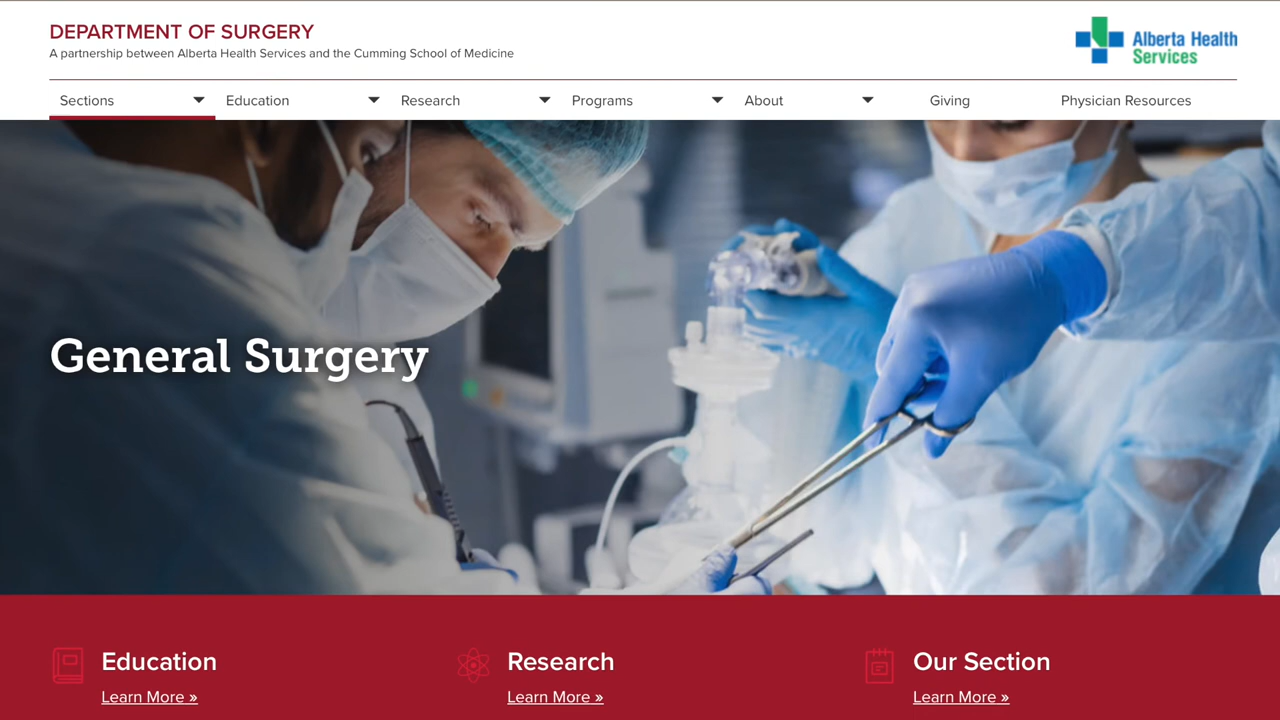 DEPARTMENT OF SURGERY
A partnership between Alberta Health Services and the Cumming School of Medicine
Alberta Health
Services
Sections
Education
Research
Programs
About
Giving
Physician Resources
General Surgery
Education
Learn More »
Research
Learn More »
Our Section
Learn More »